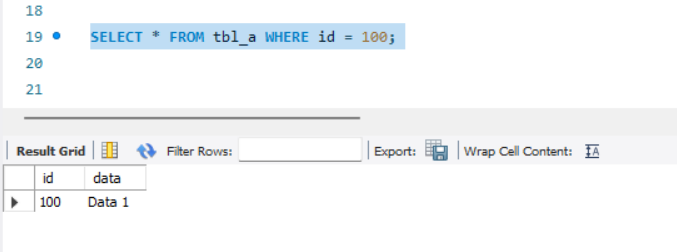 18
19 SELECT * FROM tbl_a WHERE id = 100;
20
21
Result Grid Filter Rows: Export: Wrap Cell Content: IA
id data
100 Data 1